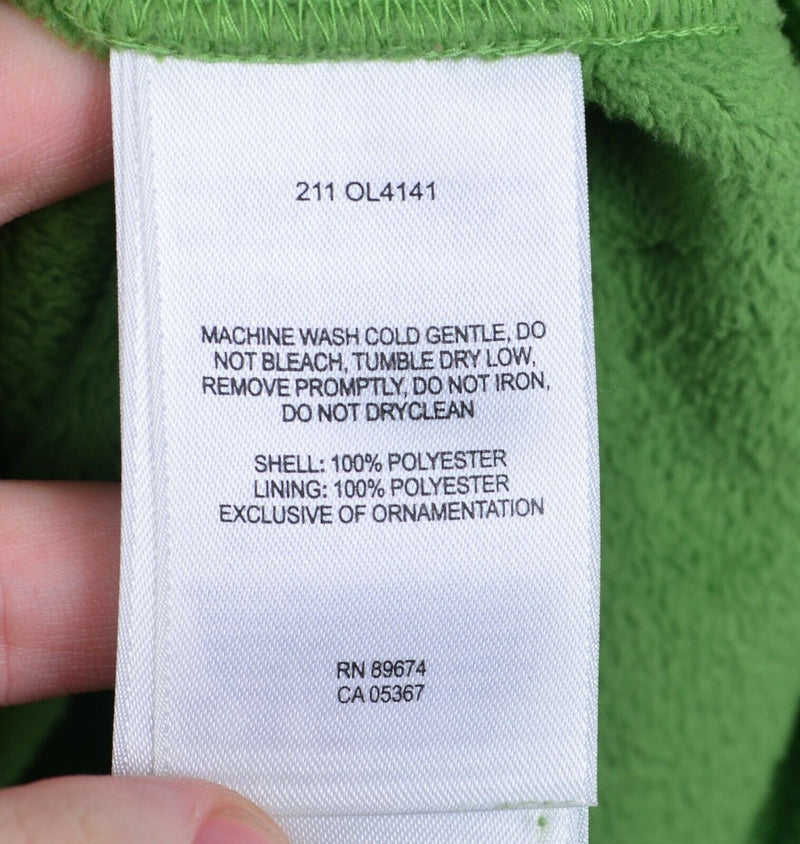 211 OL4141
MACHINE WASH COLD GENTLE, DO
NOT BLEACH, TUMBLE DRY LOW,
REMOVE PROMPTLY, DO NOT IRON,
DO NOT DRYCLEAN
SHELL: 100% POLYESTER
LINING: 100% POLYESTER
EXCLUSIVE OF ORNAMENTATION
RN 89674
CA 05367